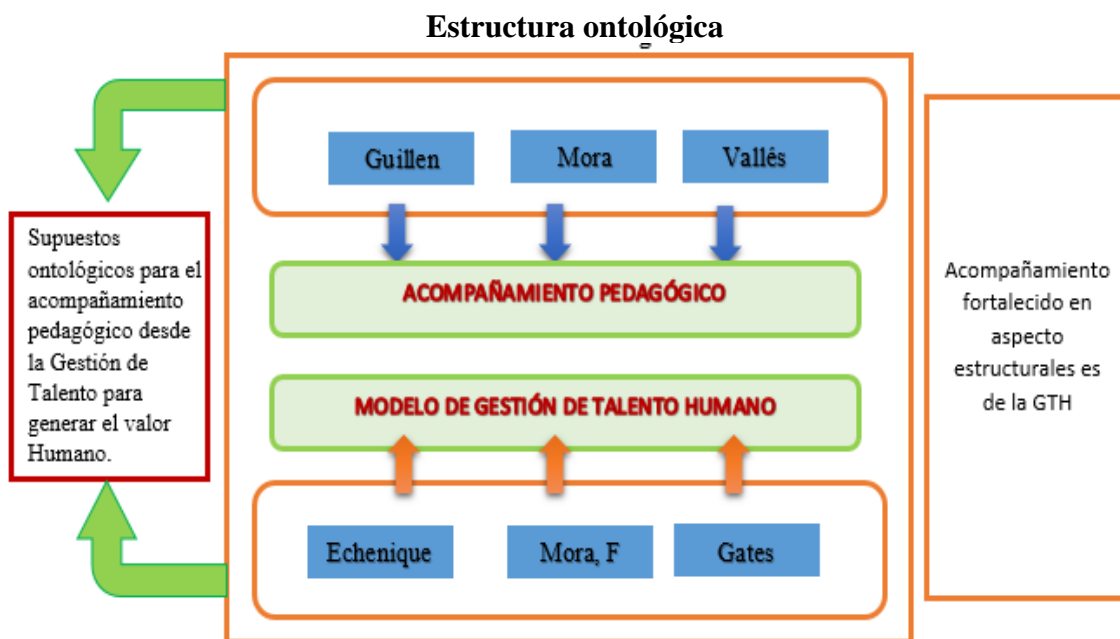 Estructura ontológica
Guillen
Mora
Vallés
ACOMPAÑAMIENTO PEDAGÓGICO
MODELO DE GESTIÓN DE TALENTO HUMANO
Echenique
Mora, F
Gates
Supuestos
ontológicos para el
acompañamiento
pedagógico desde
la Gestión de
Talento para
generar el valor
Humano.
Acompañamiento
fortalecido en
aspecto
estructurales es
de la GTH